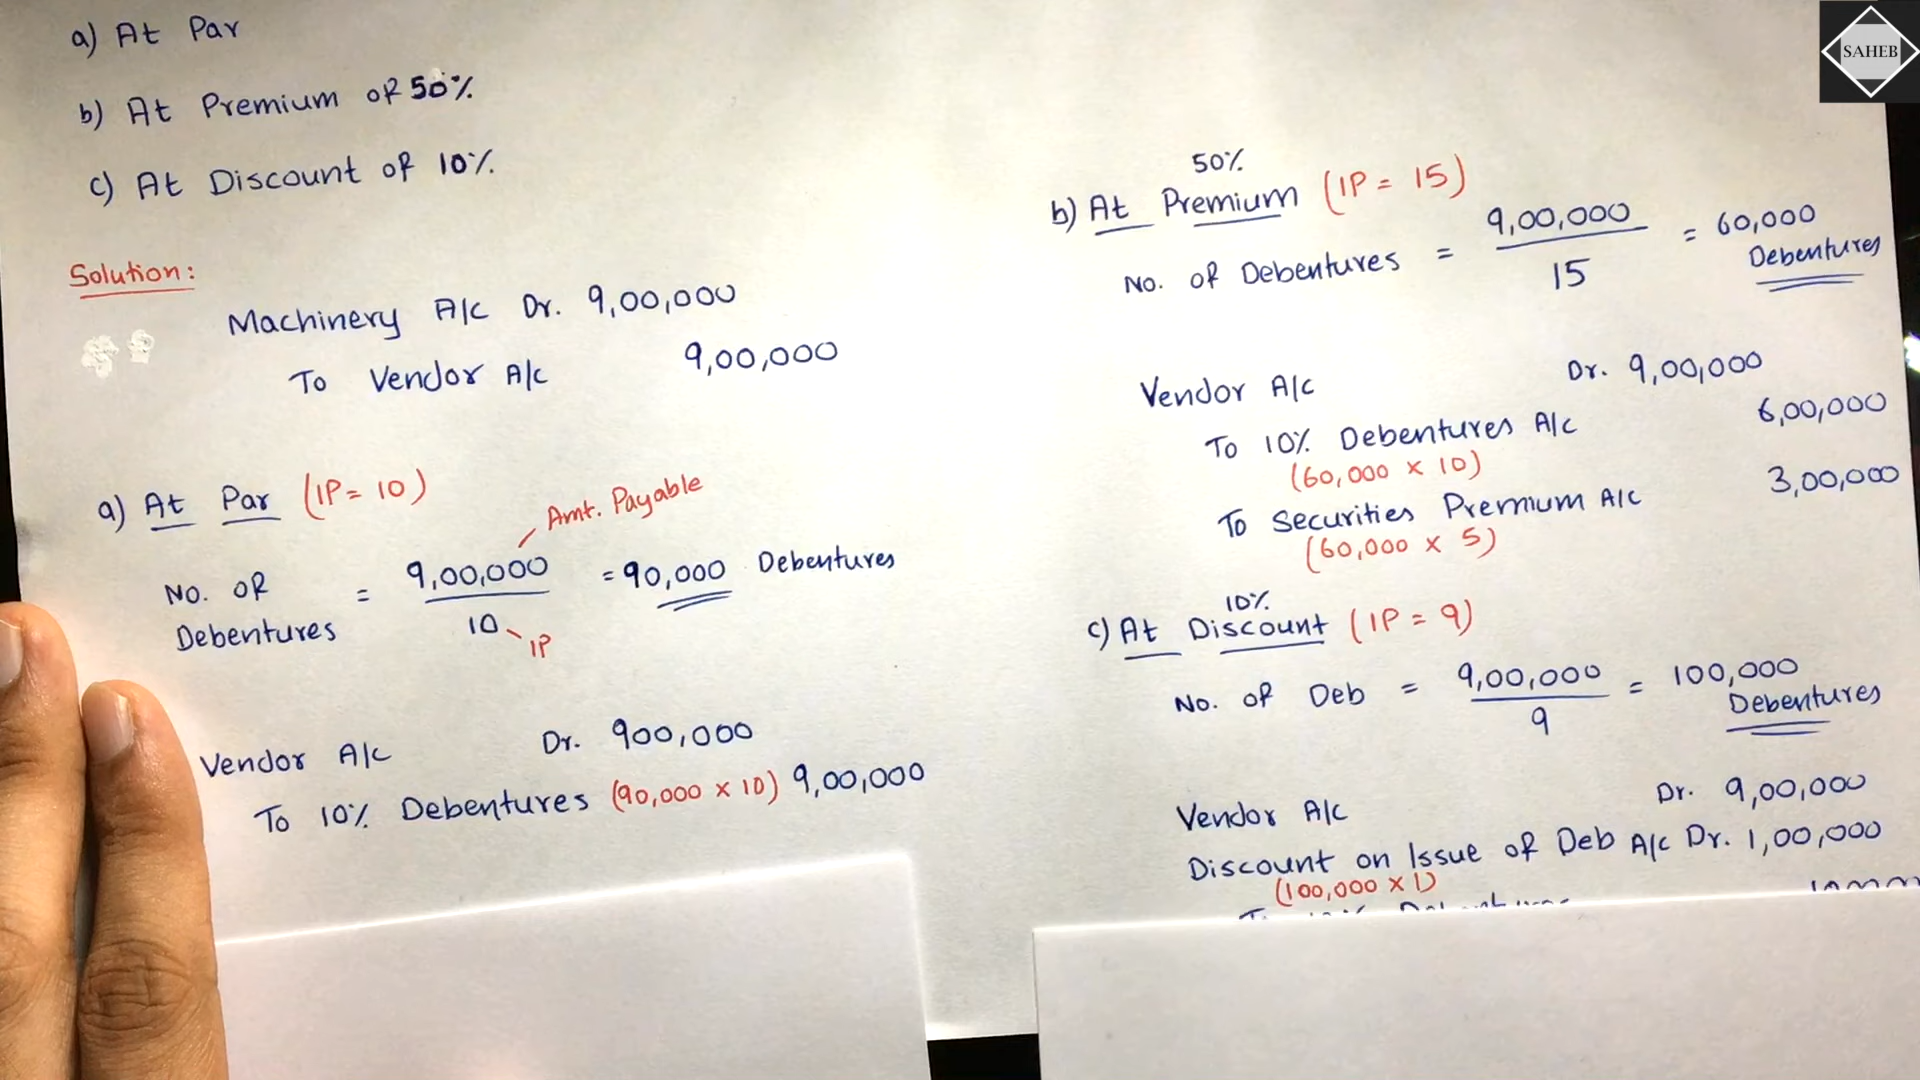 a) At Par
b) At Premium of 50%
c) At Discount of 10%
Solution:
Machinery A/c Dr. 9,00,000
To Vendor A/c 9,00,000
a) At Par (IP = 10)
Amt. Payable
No. of Debentures = 9,00,000 / 10 = 90,000 Debentures
IP
Vendor A/c Dr. 900,000
To 10% Debentures (90,000 x 10) 9,00,000
50%
b) At Premium (IP = 15)
No. of Debentures = 9,00,000 / 15 = 60,000 Debentures
Vendor A/c Dr. 9,00,000
To 10% Debentures A/c 6,00,000
(60,000 x 10)
To Securities Premium A/c 3,00,000
(60,000 x 5)
10%
c) At Discount (IP = 9)
No. of Deb = 9,00,000 / 9 = 100,000 Debentures
Vendor A/c Dr. 9,00,000
Discount on Issue of Deb A/c Dr. 1,00,000
(100,000 x 1)
SAHEB